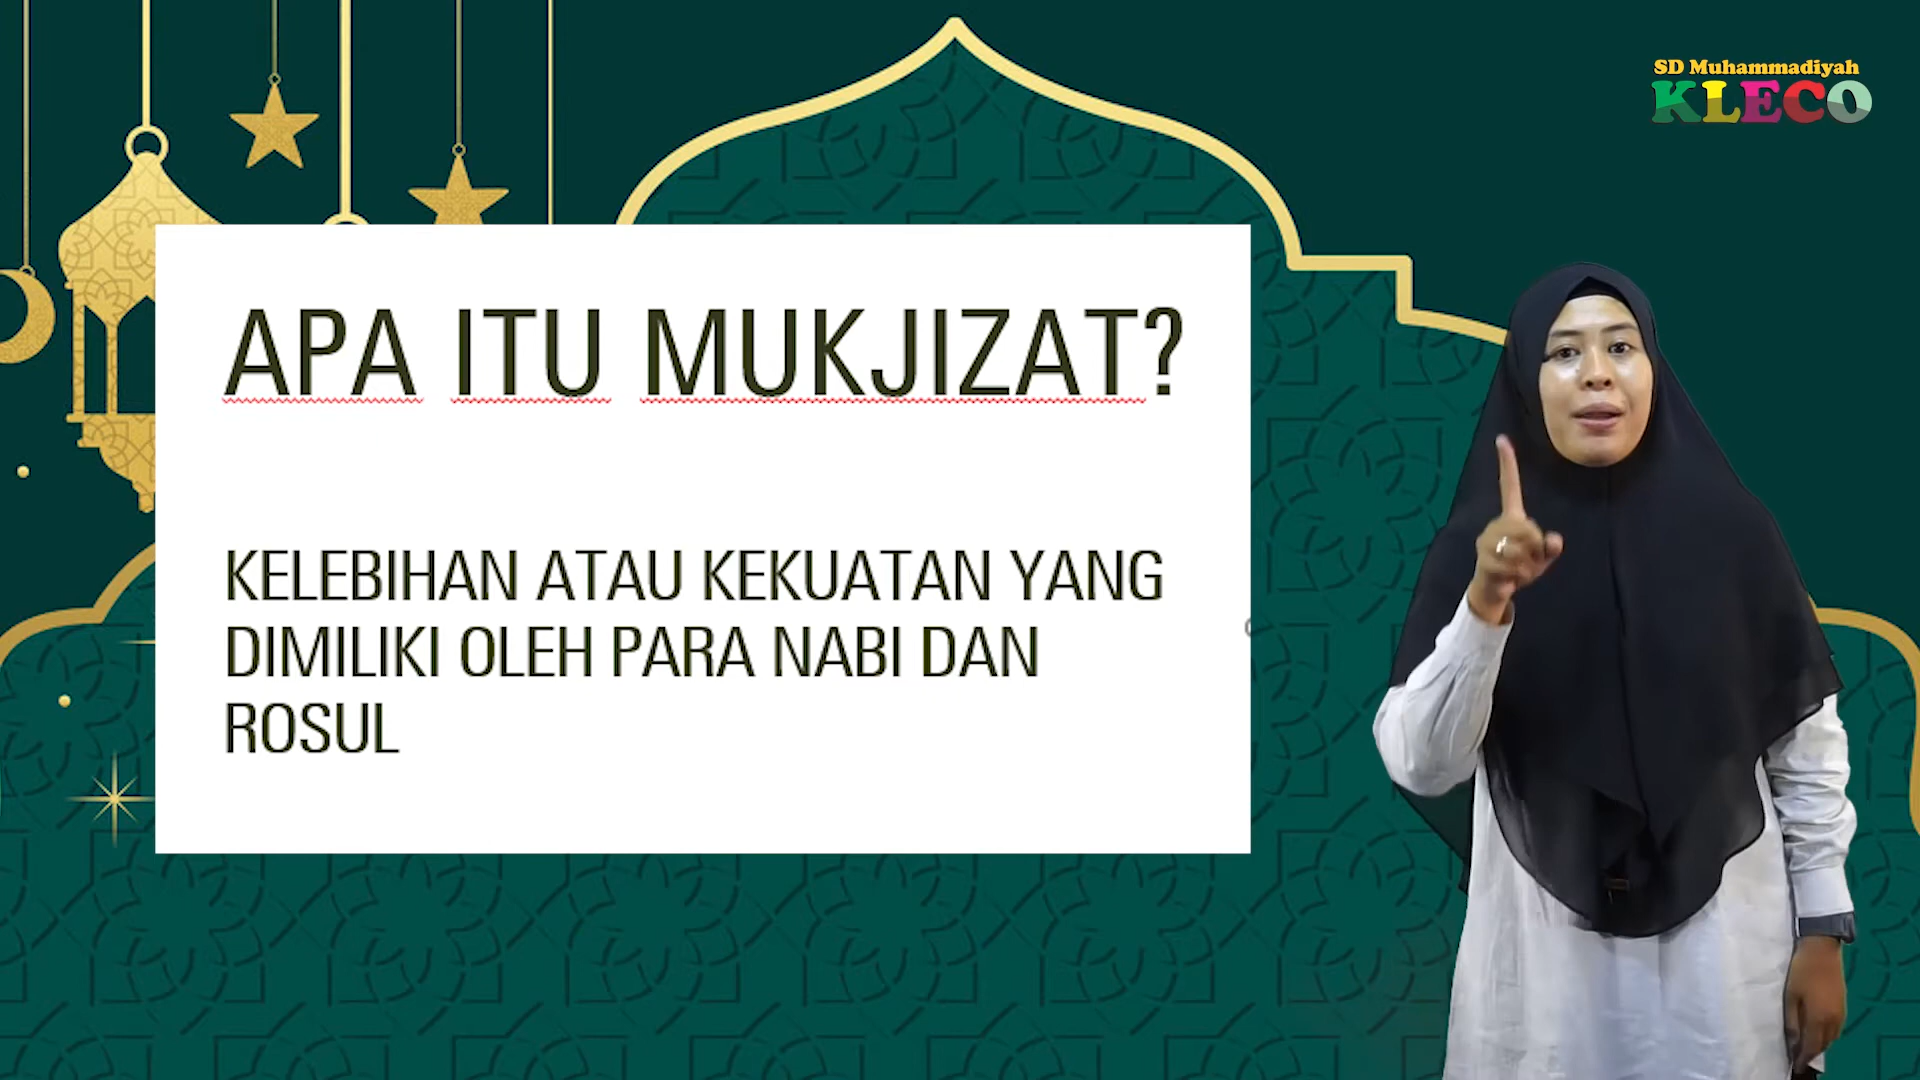 SD Muhammadiyah
KLECO
APA ITU MUKJIZAT?
KELEBIHAN ATAU KEKUATAN YANG
DIMILIKI OLEH PARA NABI DAN
ROSUL